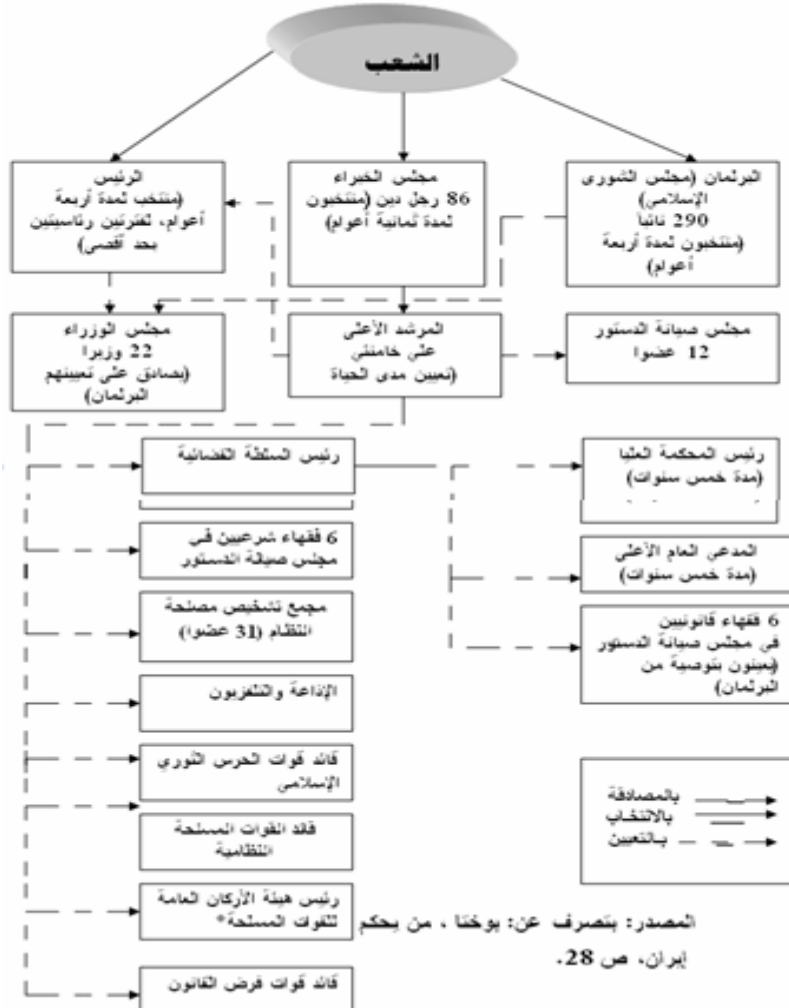 الشعب
الرئيس
(منتخب لمدة أربعة
أعوام، لفترتين رئاسيتين
بحد أقصى)
مجلس الخبراء
86 رجل دين (منتخبون
لمدة ثمانية أعوام)
البرلمان (مجلس الشورى
الإسلامي)
290 نائباً
(منتخبون لمدة أربعة
أعوام)
مجلس الوزراء
22 وزيرا
(يصادق على تعيينهم
البرلمان)
المرشد الأعلى
على خامنئي
(تعيين مدى الحياة
مجلس صيانة الدستور
12 عضوا
رئيس السلطة القضائية
رئيس المحكمة العليا
(مدة خمس سنوات)
6 فقهاء شرعيين في
مجلس صيانة الدستور
المدعي العام الأعلى
(مدة خمس سنوات)
مجمع تشخيص مصلحة
النظام (31 عضوا)
6 فقهاء قانونيين
في مجلس صيانة الدستور
(يعينون بتوصية من
البرلمان)
الإذاعة والتلفزيون
قائد قوات الحرس الثوري
الإسلامي
قائد القوات المسلحة
النظامية
رئيس هيئة الأركان العامة
للقوات المسلحة*
قائد قوات فرض القانون
بالمصادقة
بالانتخاب
بالتعيين
المصدر: بتصرف عن: بوختا ، من يحكم
إيران، ص 28.